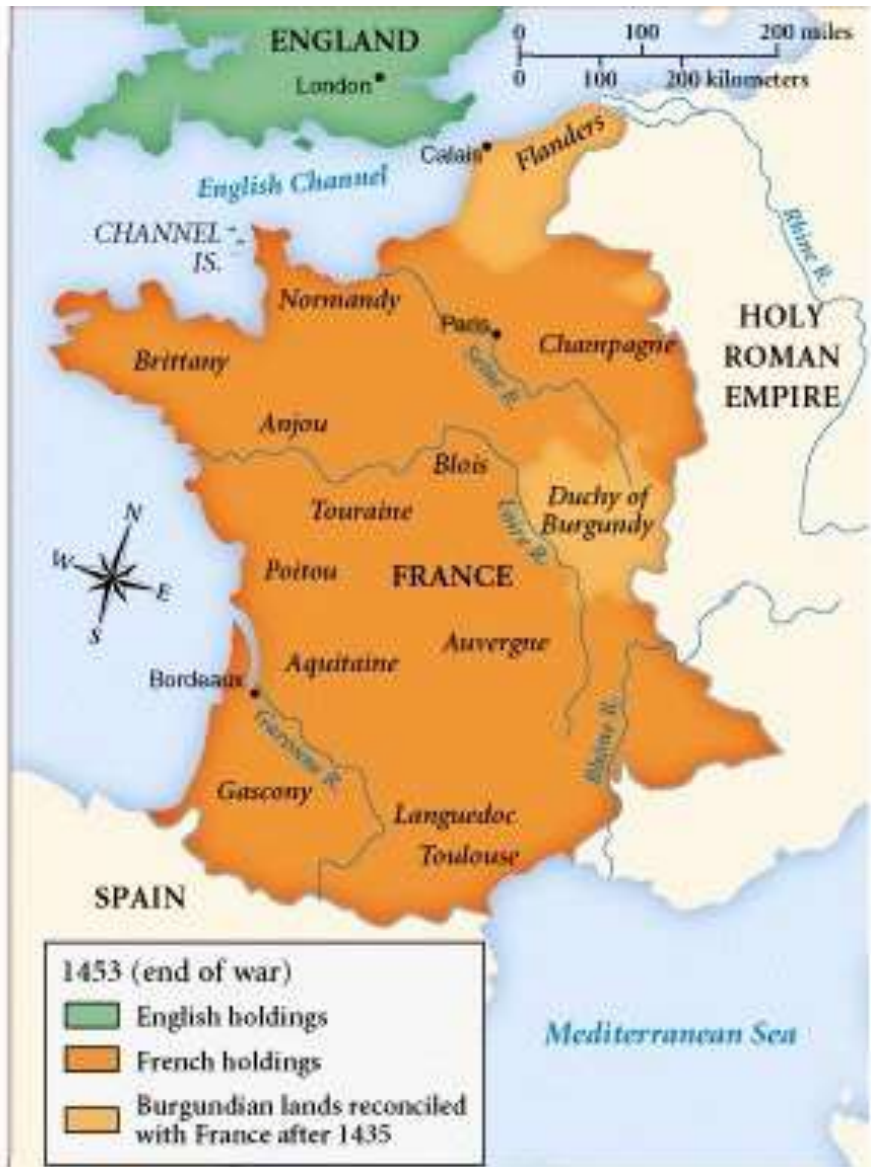 ENGLAND
London
0 100 200 miles
0 100 200 kilometers
Calais
Flanders
English Channel
CHANNEL
IS.
Rhine R.
Normandy
Paris
Seine R.
Champagne
HOLY
ROMAN
EMPIRE
Brittany
Anjou
Blois
Loire R.
Duchy of
Burgundy
Touraine
N
W
E
S
Poitou
FRANCE
Auvergne
Aquitaine
Bordeaux
Garonne R.
Rhône R.
Gascony
Languedoc
Toulouse
SPAIN
1453 (end of war)
English holdings
French holdings
Burgundian lands reconciled
with France after 1435
Mediterranean Sea